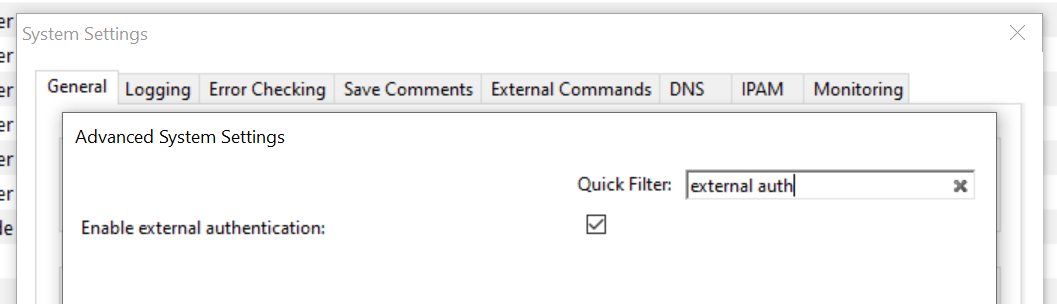 er
System Settings
er
er
General Logging Error Checking Save Comments External Commands DNS IPAM Monitoring
er
Advanced System Settings
er
er
Quick Filter: external auth
le
Enable external authentication: